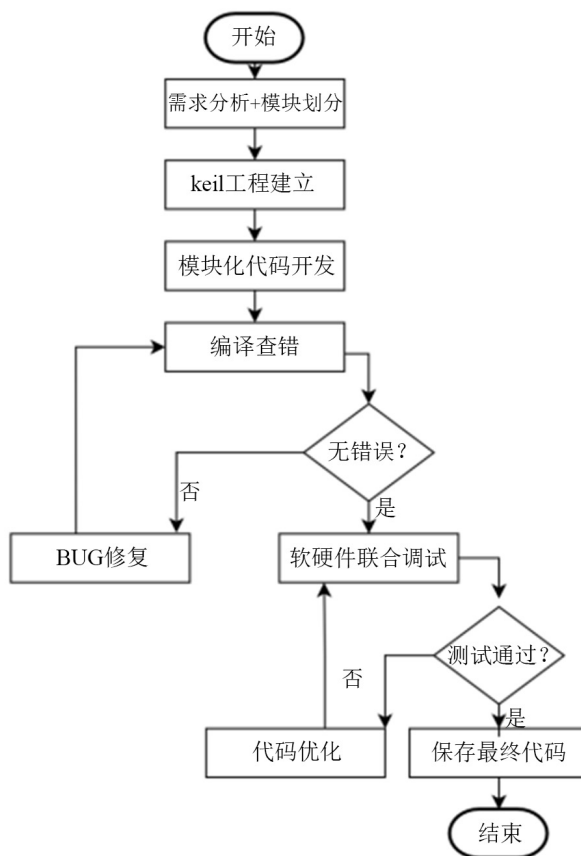 开始
需求分析+模块划分
keil工程建立
模块化代码开发
编译查错
无错误？
否
是
BUG修复
软硬件联合调试
测试通过？
否
是
代码优化
保存最终代码
结束